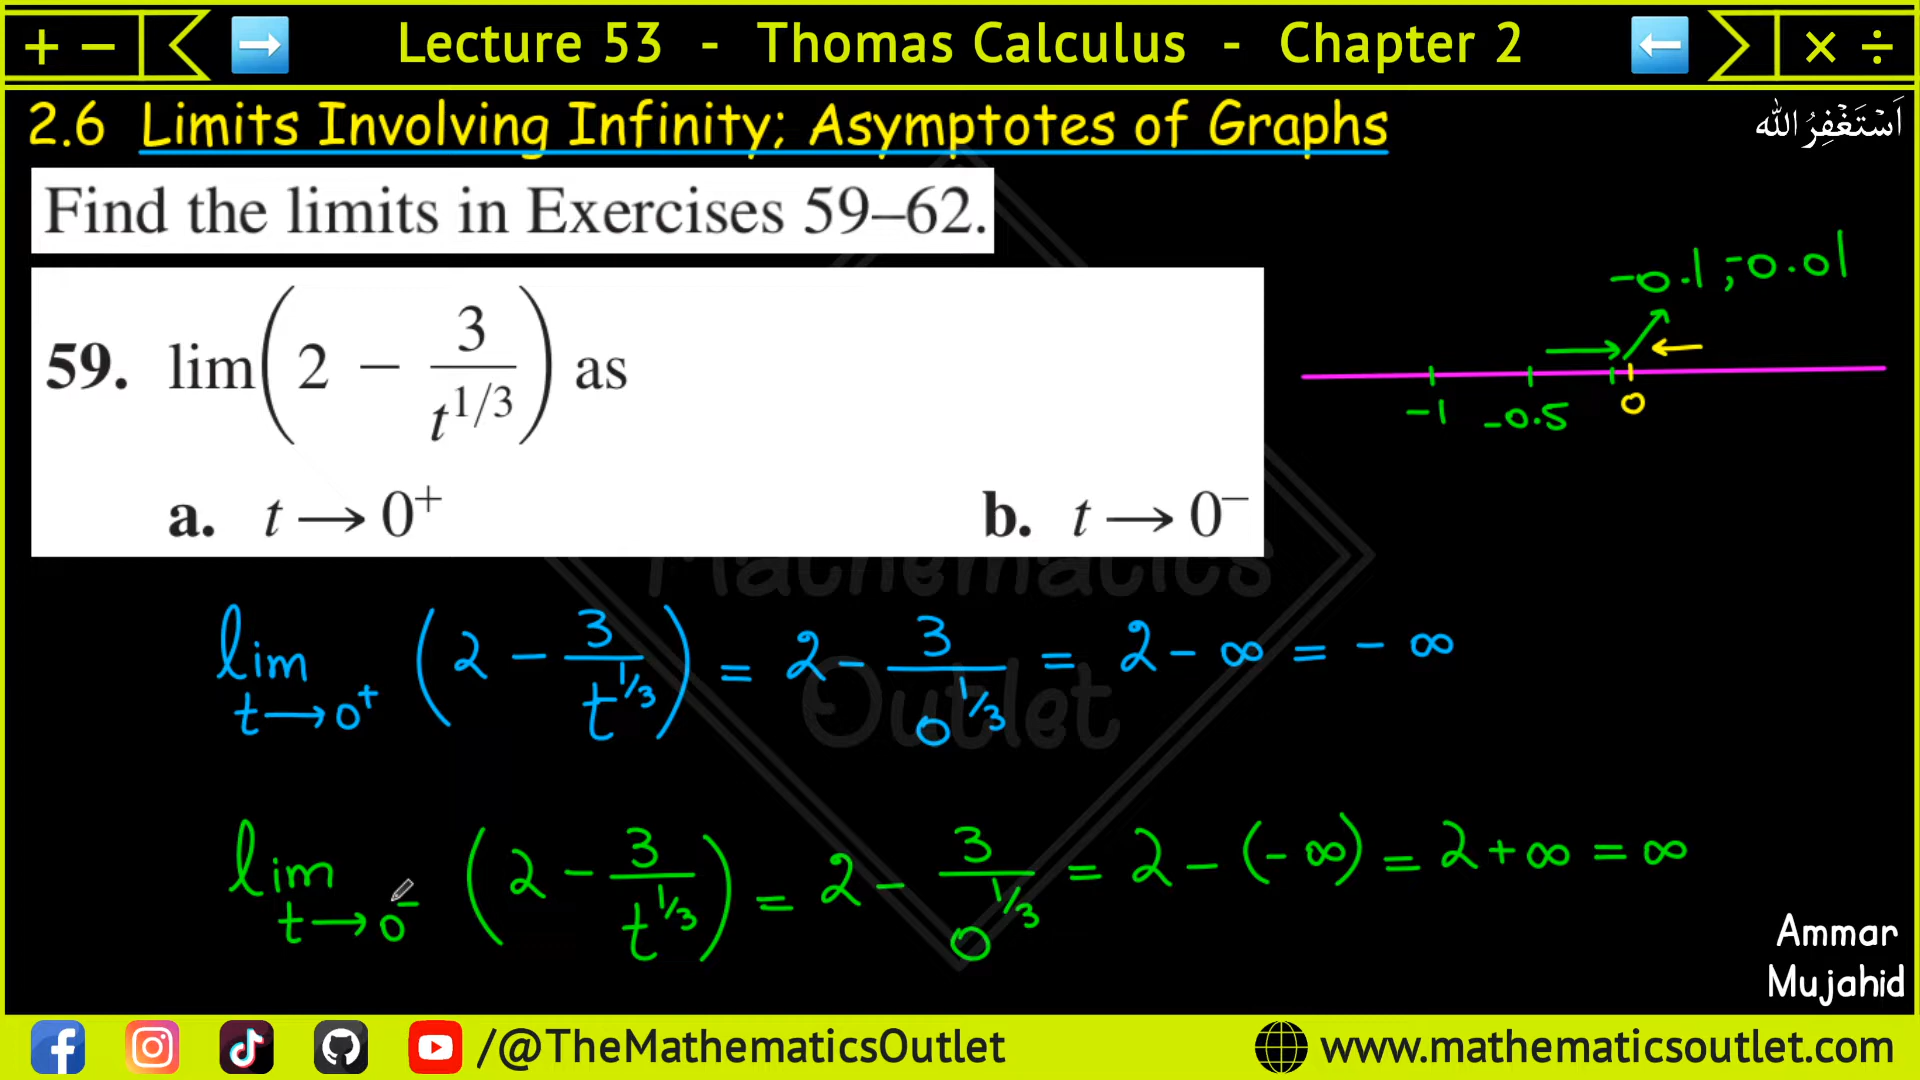 + − Lecture 53 - Thomas Calculus - Chapter 2 × ÷
2.6 Limits Involving Infinity; Asymptotes of Graphs
اَسْتَغْفِرُ الله
Find the limits in Exercises 59–62.
59. lim(2 − 3/t^1/3) as
a. t → 0⁺ b. t → 0⁻
-0.1, -0.01
-1 -0.5 0
Mathematics
Outlet
lim t→0⁺ (2 − 3/t^1/3) = 2 − 3/0^1/3 = 2 − ∞ = − ∞
lim t→0⁻ (2 − 3/t^1/3) = 2 − 3/0^1/3 = 2 − (−∞) = 2 + ∞ = ∞
Ammar
Mujahid
/@TheMathematicsOutlet www.mathematicsoutlet.com